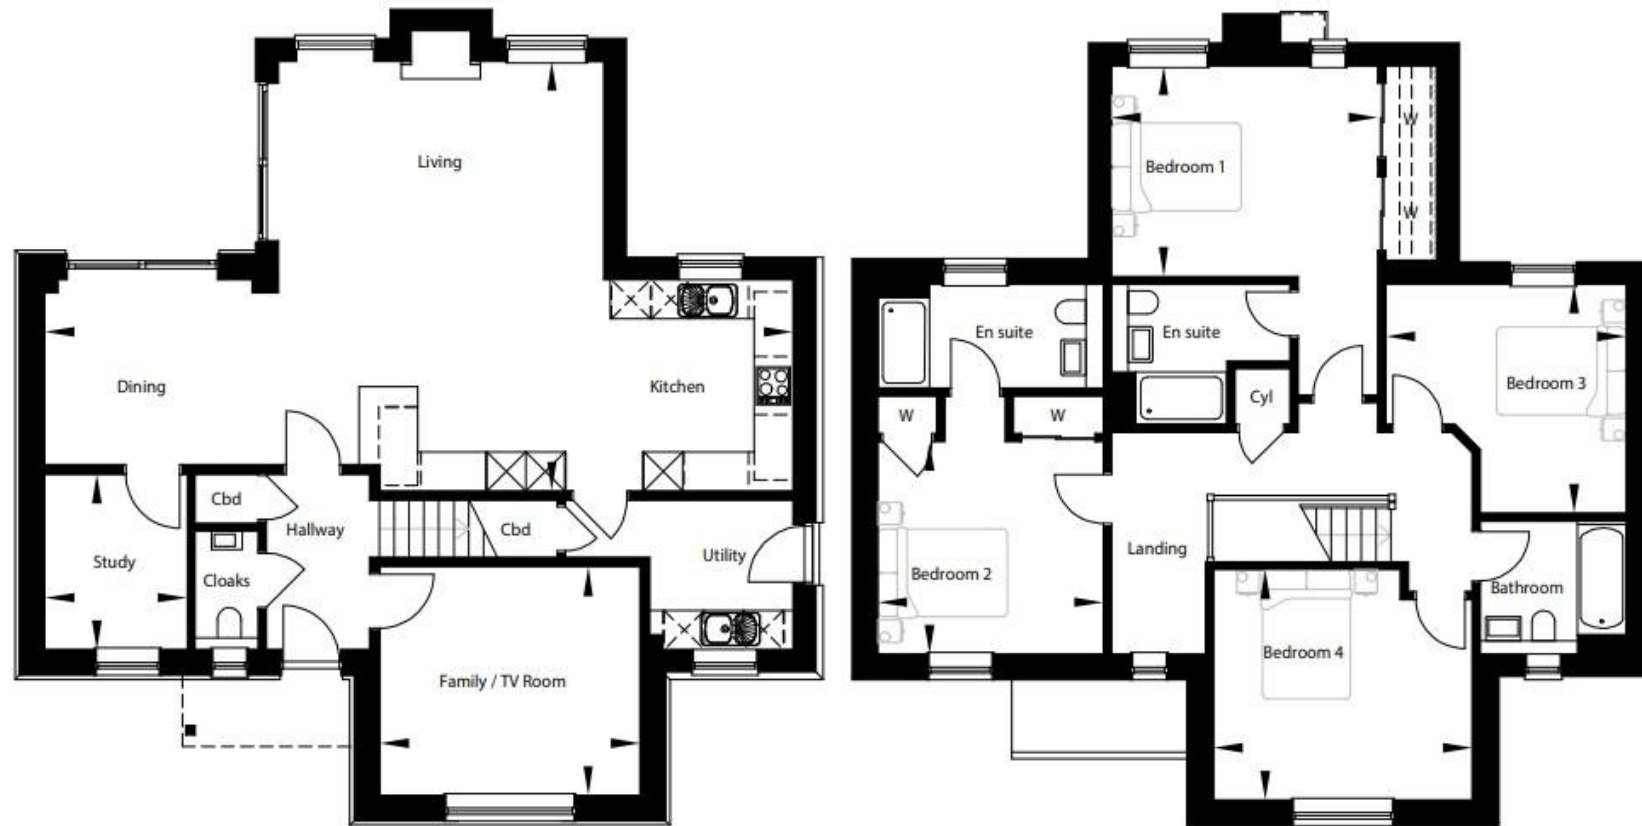 Living
Dining
Kitchen
Cbd
Hallway
Cbd
Study
Cloaks
Utility
Family / TV Room
Bedroom 1
W
W
En suite
En suite
Bedroom 3
W
W
Cyl
Landing
Bedroom 2
Bathroom
Bedroom 4